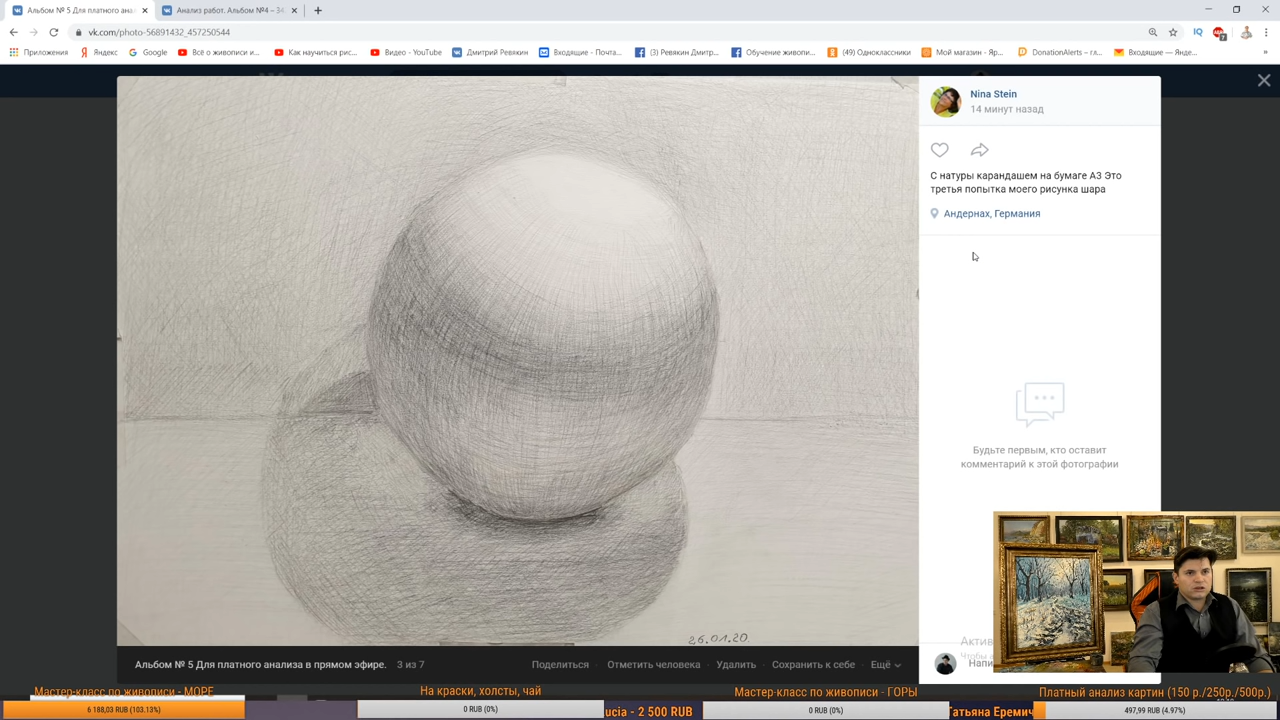 Альбом № 5 Для платного ана
Анализ работ. Альбом №4 – 34
vk.com/photo-56891432_457250544
Приложения
Яндекс
Google
Всё о живописи и...
Как научиться рис...
Видео - YouTube
Дмитрий Ревякин
Входящие - Почта...
(3) Ревякин Дмитр...
Обучение живопи...
(49) Одноклассники
Мой магазин - Яр...
DonationAlerts – гл...
Входящие — Янде...
»
Nina Stein
14 минут назад
С натуры карандашем на бумаге А3 Это
третья попытка моего рисунка шара
Андернах, Германия
Будьте первым, кто оставит
комментарий к этой фотографии
26.01.20
Актив
Напи
Альбом № 5 Для платного анализа в прямом эфире. 3 из 7
Поделиться
Отметить человека
Удалить
Сохранить к себе
Ещё
Мастер-класс по живописи - МОРЕ
На краски, холсты, чай
Мастер-класс по живописи - ГОРЫ
Платный анализ картин (150 р./250р./500р.)
6 188,03 RUB (103.13%)
0 RUB (0%)
ucia - 2 500 RUB
0 RUB (0%)
Татьяна Еремич
497,99 RUB (4.97%)